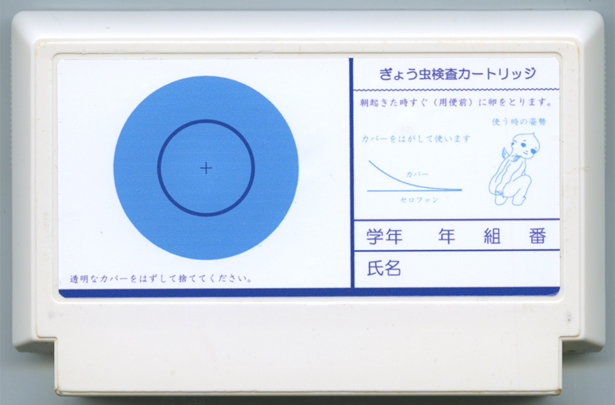 ぎょう虫検査カートリッジ
朝起きた時すぐ（用便前）に卵をとります。
使う時の姿勢
カバーをはがして使います
カバー
セロファン
学年 年 組 番
氏名
透明なカバーをはずして捨ててください。